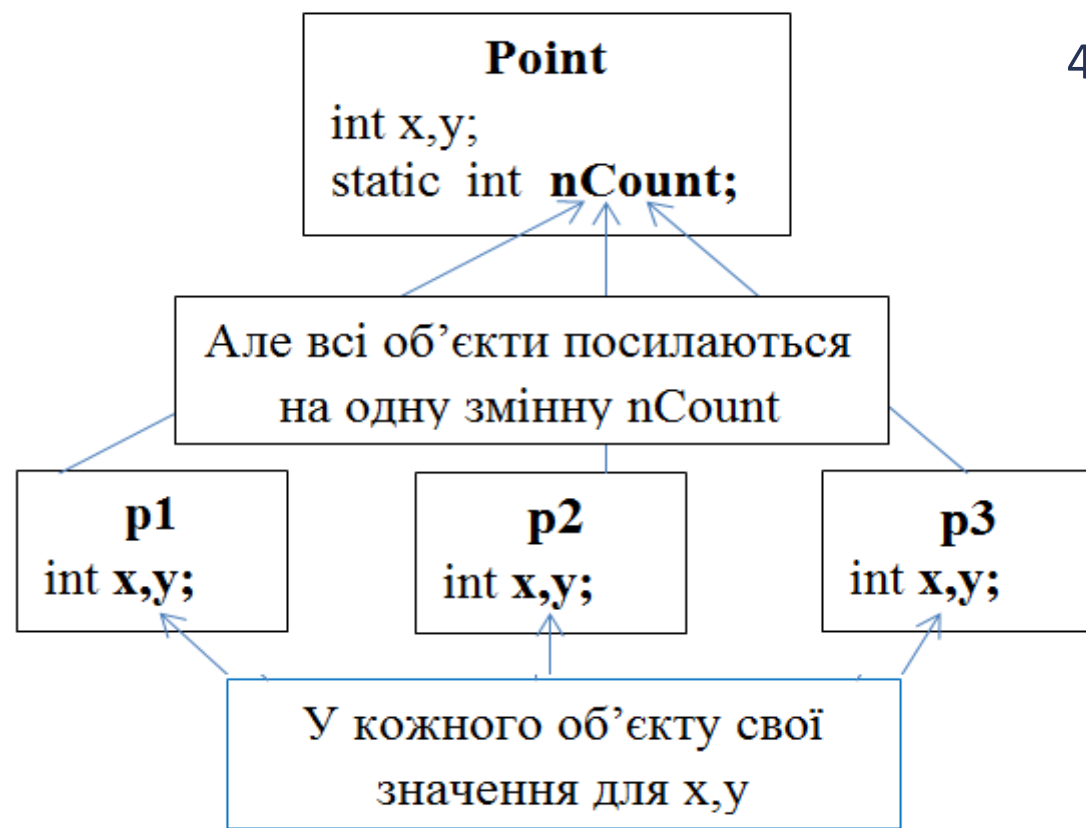 4
Point
int x,y;
static int nCount;
Але всі об’єкти посилаються
на одну змінну nCount
p1
int x,y;
p2
int x,y;
p3
int x,y;
У кожного об’єкту свої
значення для x,y